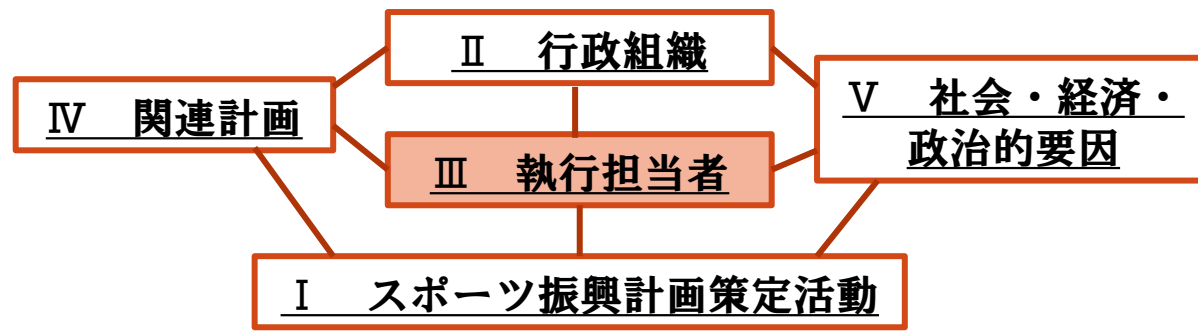 Ⅱ　行政組織
Ⅳ　関連計画
Ⅴ　社会・経済・
政治的要因
Ⅲ　執行担当者
Ⅰ　スポーツ振興計画策定活動